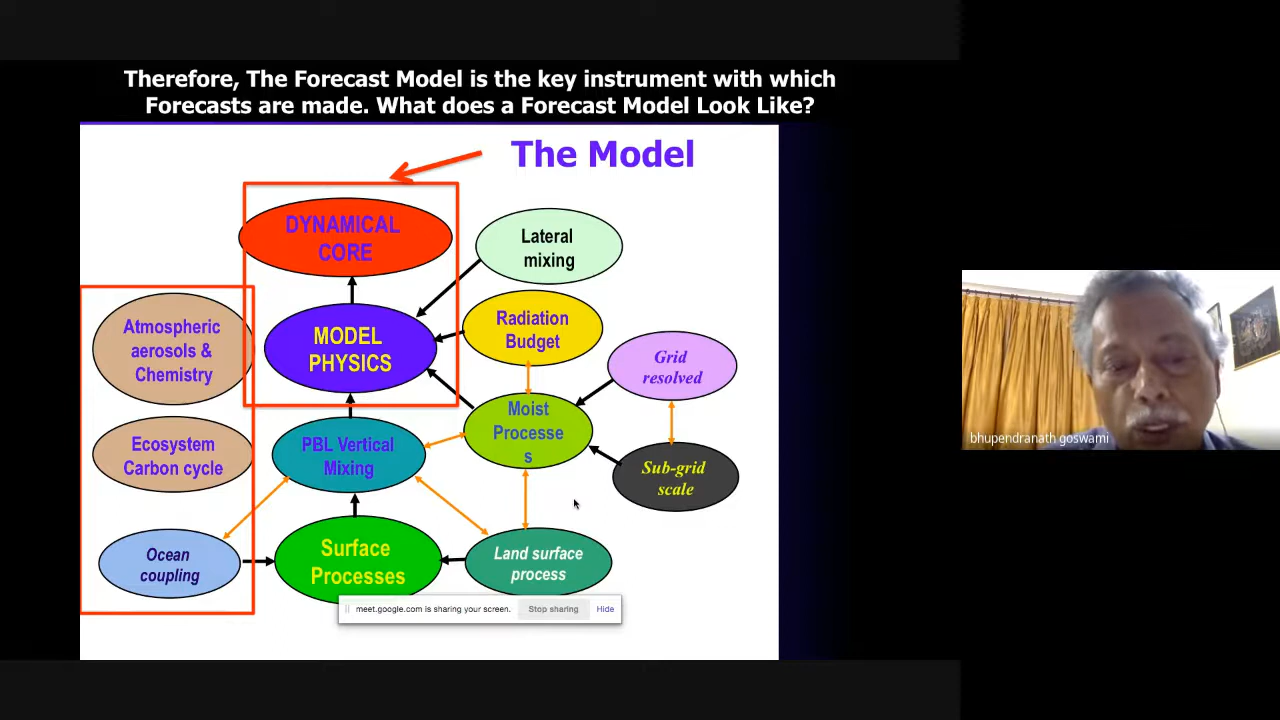 Therefore, The Forecast Model is the key instrument with which
Forecasts are made. What does a Forecast Model Look Like?
The Model
DYNAMICAL
CORE
Lateral
mixing
Atmospheric
aerosols &
Chemistry
MODEL
PHYSICS
Radiation
Budget
Grid
resolved
Moist
Processe
s
Ecosystem
Carbon cycle
PBL Vertical
Mixing
Sub-grid
scale
Ocean
coupling
Surface
Processes
Land surface
process
meet.google.com is sharing your screen.
Stop sharing
Hide
bhupendranath goswami